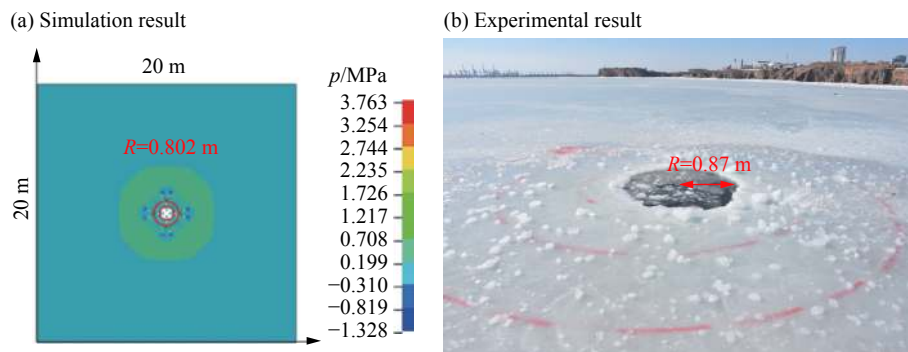 (a) Simulation result
(b) Experimental result
20 m
20 m
R=0.802 m
p/MPa
3.763
3.254
2.744
2.235
1.726
1.217
0.708
0.199
−0.310
−0.819
−1.328
R=0.87 m